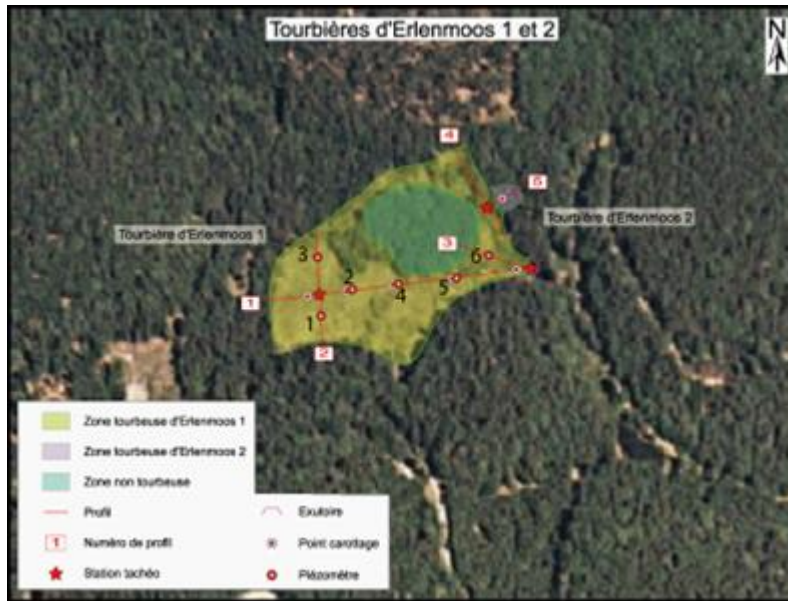 Tourbières d'Erlenmoos 1 et 2
N
4
5
Tourbière d'Erlenmoos 2
Tourbière d'Erlenmoos 1
3
3
6
2
4
5
1
1
2
Zone tourbeuse d'Erlenmoos 1
Zone tourbeuse d'Erlenmoos 2
Zone non tourbeuse
Profil
Exutoire
1
Numéro de profil
Point carottage
Station tachéo
Piézomètre